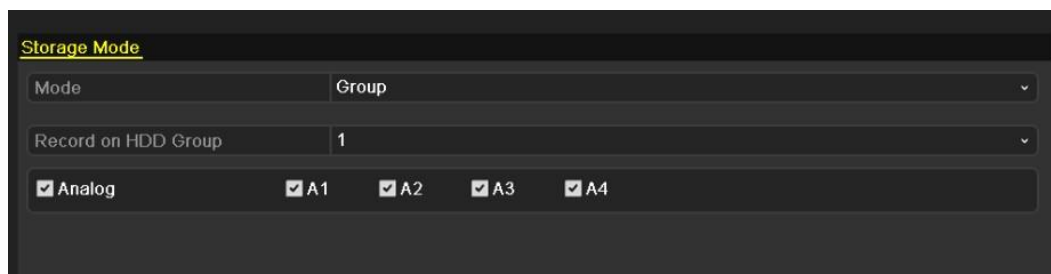 Storage Mode
Mode Group
Record on HDD Group 1
Analog A1 A2 A3 A4